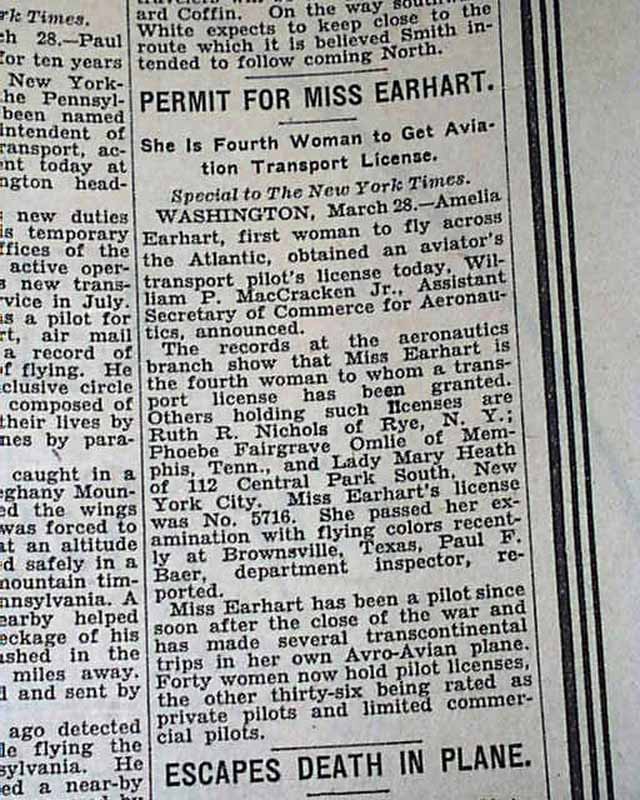 rk Times.
ch 28.—Paul
for ten years
New York-
he Pennsyl-
been named
intendent of
ransport, ac-
ent today at
ngton head-
new duties
is temporary
ffices of the
active oper-
s new trans-
rvice in July.
s a pilot for
rt, air mail
a record of
f flying. He
clusive circle
composed of
their lives by
nes by para-
caught in a
eghany Moun-
ed the wings
was forced to
at an altitude
d safely in a
mountain tim-
nnsylvania. A
earby helped
eckage of his
ashed in the
miles away.
l and sent by
ago detected
le flying the
sylvania. He
ed a near-by
ard Coffin. On the way
White expects to keep close to the
route which it is believed Smith in-
tended to follow coming North.
PERMIT FOR MISS EARHART.
She Is Fourth Woman to Get Avia-
tion Transport License.
Special to The New York Times.
WASHINGTON, March 28.—Amelia
Earhart, first woman to fly across
the Atlantic, obtained an aviator's
transport pilot's license today, Wil-
liam P. MacCracken Jr., Assistant
Secretary of Commerce for Aeronau-
tics, announced.
The records at the aeronautics
branch show that Miss Earhart is
the fourth woman to whom a trans-
port license has been granted.
Others holding such licenses are
Ruth R. Nichols of Rye, N. Y.;
Phoebe Fairgrave Omlie of Mem-
phis, Tenn., and Lady Mary Heath
of 112 Central Park South, New
York City. Miss Earhart's license
was No. 5716. She passed her ex-
amination with flying colors recent-
ly at Brownsville, Texas, Paul F.
Baer, department inspector, re-
ported.
Miss Earhart has been a pilot since
soon after the close of the war and
has made several transcontinental
trips in her own Avro-Avian plane.
Forty women now hold pilot licenses,
the other thirty-six being rated as
private pilots and limited commer-
cial pilots.
ESCAPES DEATH IN PLANE.